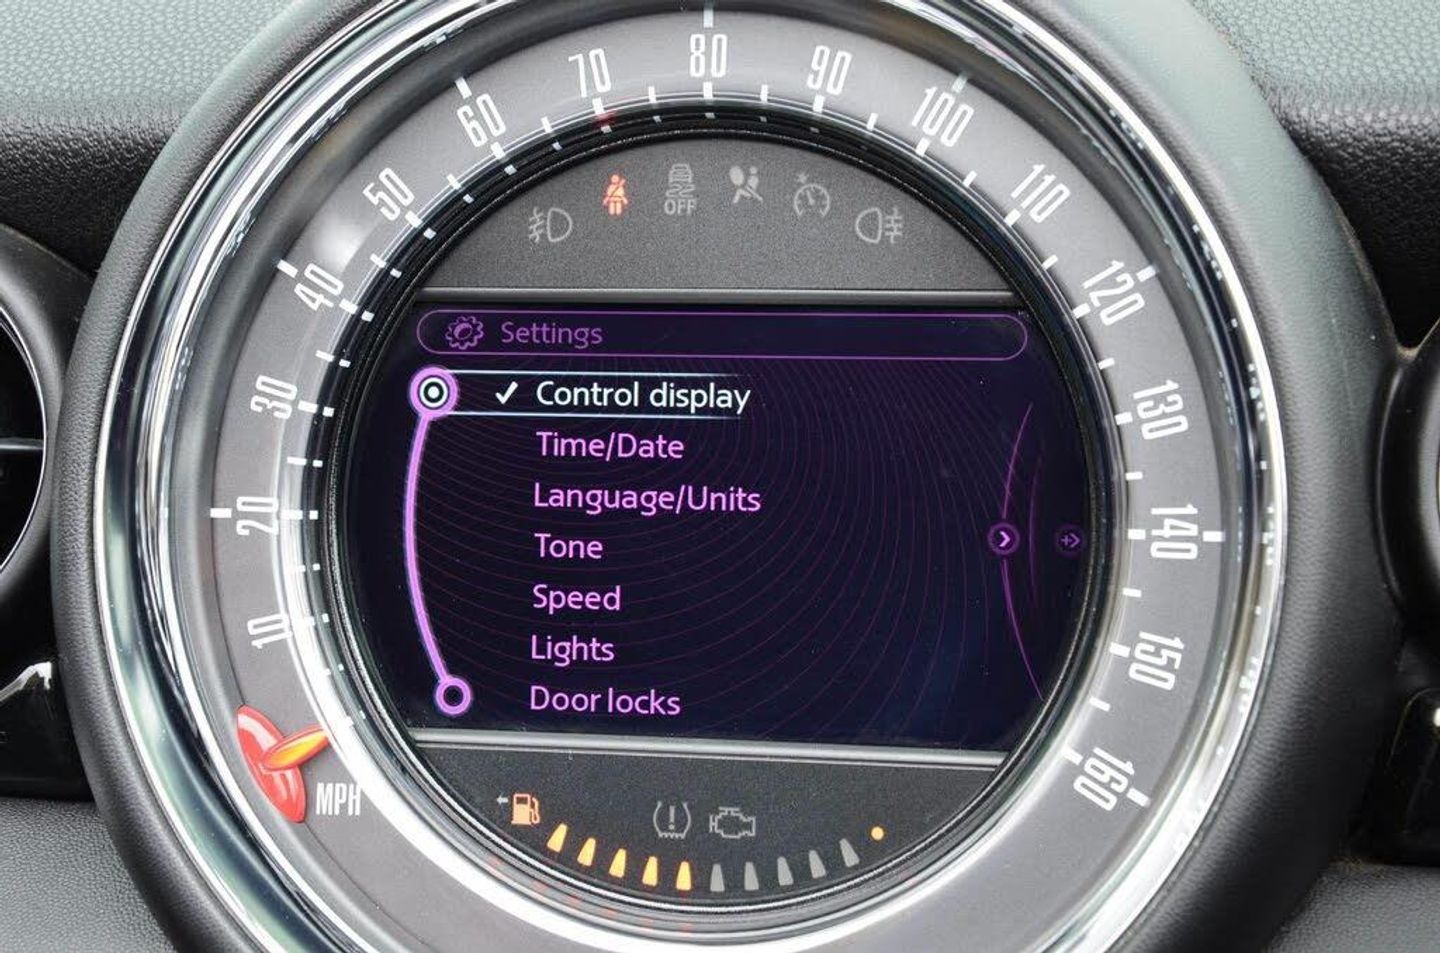 10
20
30
40
50
60
70
80
90
100
110
120
130
140
150
160
MPH
OFF
Settings
Control display
Time/Date
Language/Units
Tone
Speed
Lights
Door locks